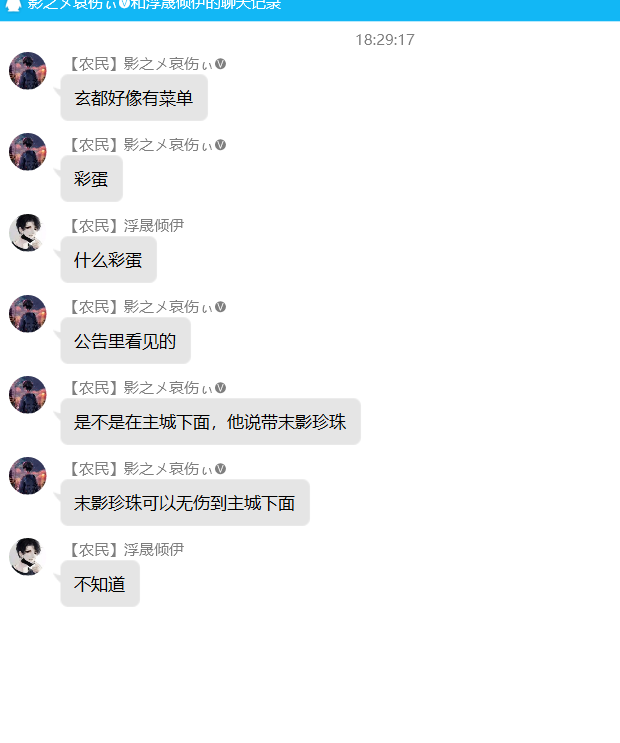 影之メ哀伤ぃⓋ和浮晟倾伊的聊天记录
18:29:17
【农民】影之メ哀伤ぃⓋ
玄都好像有菜单
【农民】影之メ哀伤ぃⓋ
彩蛋
【农民】浮晟倾伊
什么彩蛋
【农民】影之メ哀伤ぃⓋ
公告里看见的
【农民】影之メ哀伤ぃⓋ
是不是在主城下面，他说带末影珍珠
【农民】影之メ哀伤ぃⓋ
末影珍珠可以无伤到主城下面
【农民】浮晟倾伊
不知道